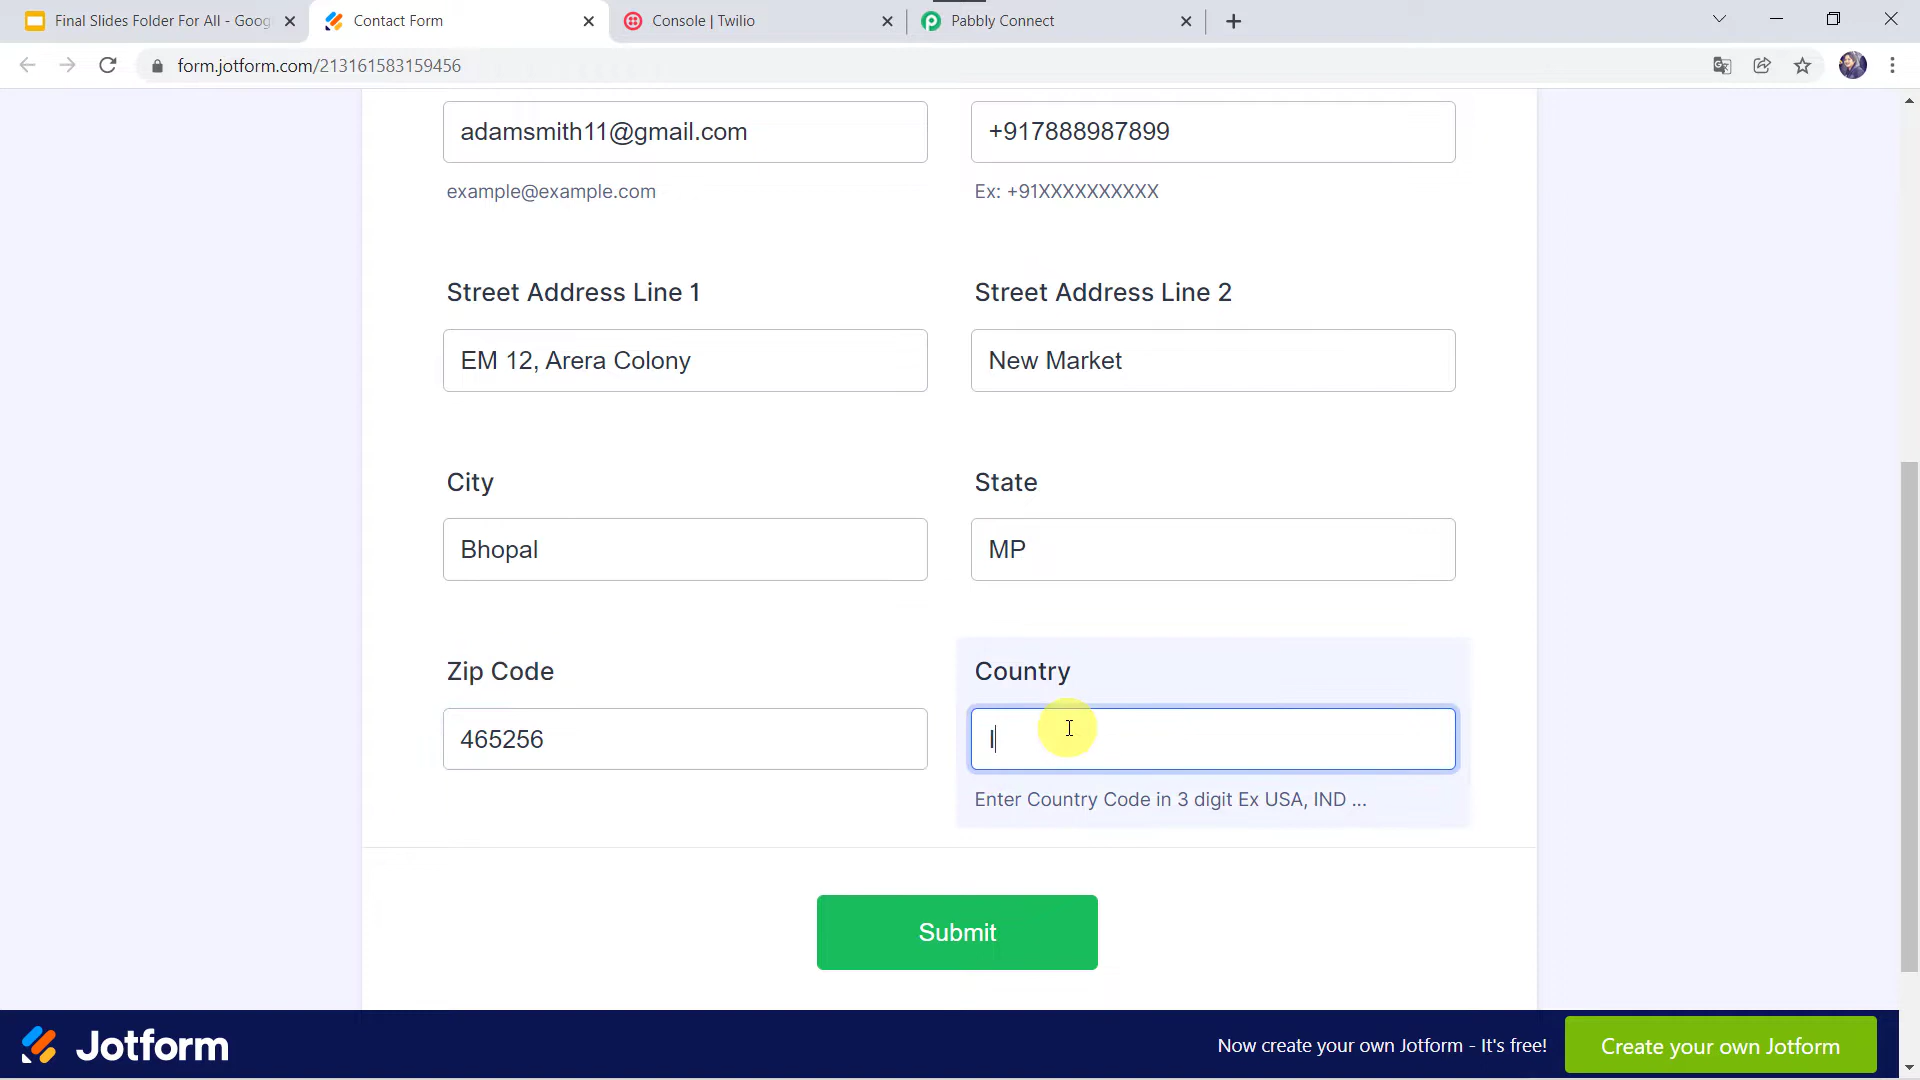 Final Slides Folder For All - Goog
Contact Form
Console | Twilio
Pabbly Connect
form.jotform.com/213161583159456
adamsmith11@gmail.com
+917888987899
example@example.com
Ex: +91XXXXXXXXXX
Street Address Line 1
Street Address Line 2
EM 12, Arera Colony
New Market
City
State
Bhopal
MP
Zip Code
Country
465256
I
Enter Country Code in 3 digit Ex USA, IND ...
Submit
Jotform
Now create your own Jotform - It's free!
Create your own Jotform